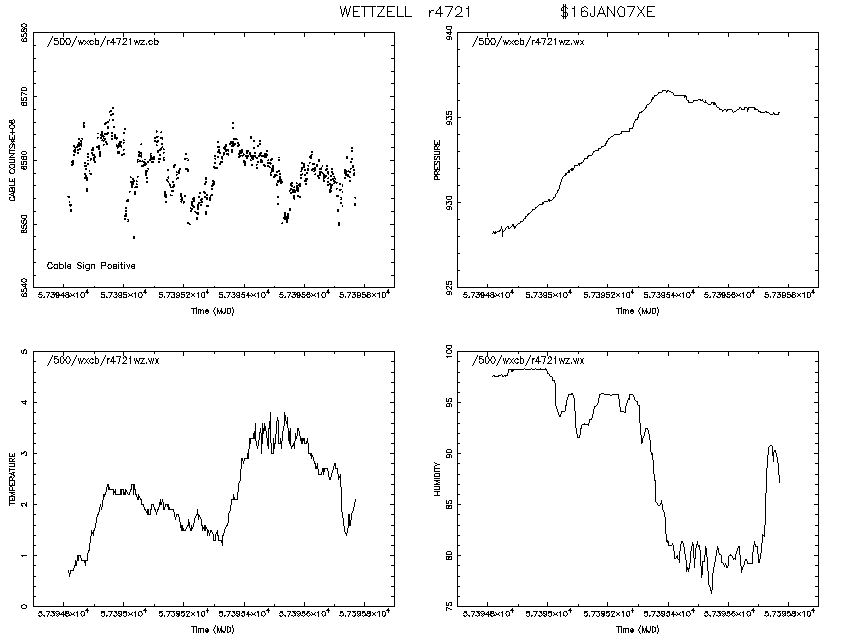 WETTZELL r4721 $16JAN07XE
/500/wxcb/r4721wz.cb
CABLE COUNTSxE+06
6580
6570
6560
6550
6540
Cable Sign Positive
5.73948×10⁴ 5.7395×10⁴ 5.73952×10⁴ 5.73954×10⁴ 5.73956×10⁴ 5.73958×10⁴
Time (MJD)
/500/wxcb/r4721wz.wx
PRESSURE
940
935
930
925
5.73948×10⁴ 5.7395×10⁴ 5.73952×10⁴ 5.73954×10⁴ 5.73956×10⁴ 5.73958×10⁴
Time (MJD)
/500/wxcb/r4721wz.wx
TEMPERATURE
5
4
3
2
1
0
5.73948×10⁴ 5.7395×10⁴ 5.73952×10⁴ 5.73954×10⁴ 5.73956×10⁴ 5.73958×10⁴
Time (MJD)
/500/wxcb/r4721wz.wx
HUMIDITY
100
95
90
85
80
75
5.73948×10⁴ 5.7395×10⁴ 5.73952×10⁴ 5.73954×10⁴ 5.73956×10⁴ 5.73958×10⁴
Time (MJD)